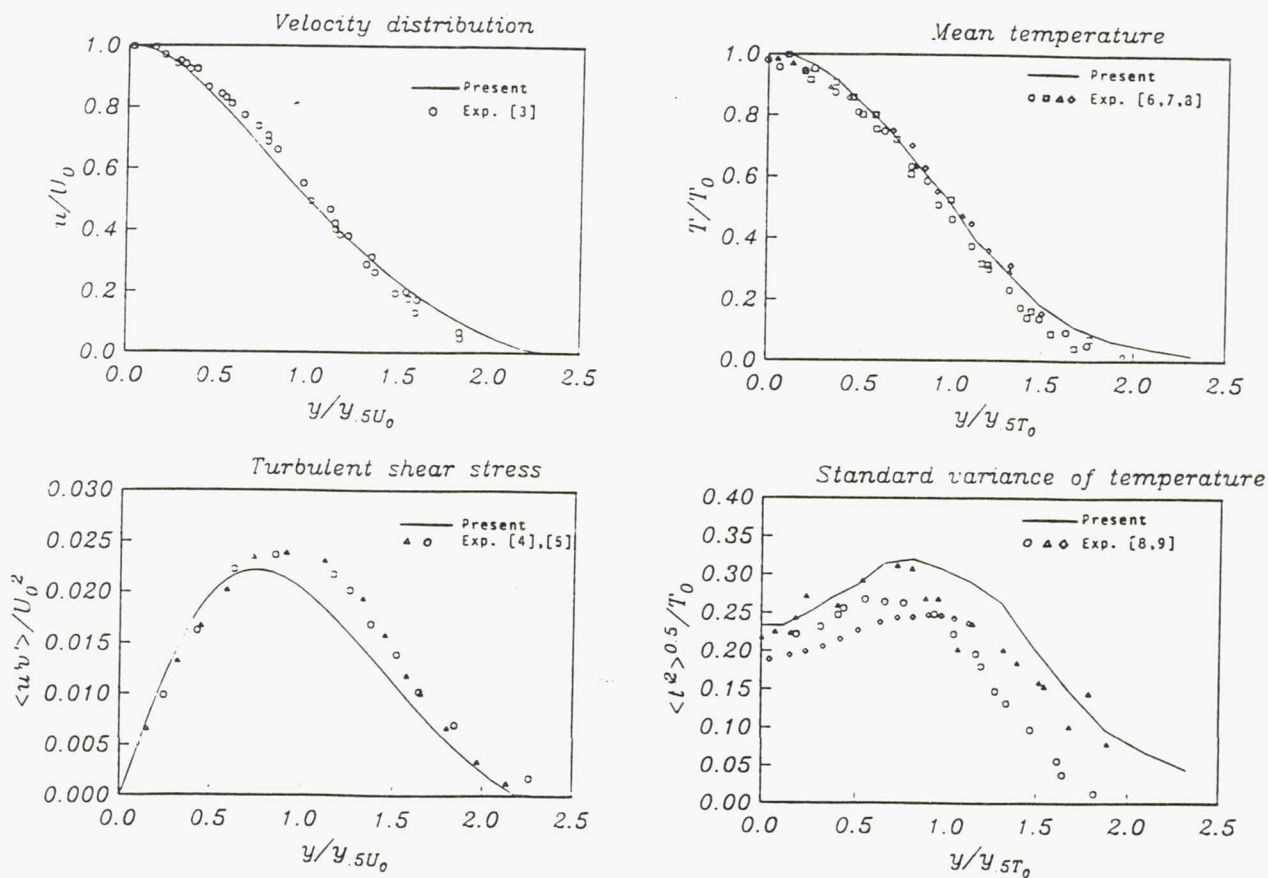 Velocity distribution
1.0
0.8
0.6
0.4
0.2
0.0
u/U0
Present
Exp. [3]
0.0 0.5 1.0 1.5 2.0 2.5
y/y.5U0
Mean temperature
1.0
0.8
0.6
0.4
0.2
0.0
T/T0
Present
Exp. [6,7,8]
0.0 0.5 1.0 1.5 2.0 2.5
y/y.5T0
Turbulent shear stress
0.030
0.025
0.020
0.015
0.010
0.005
0.000
<u'v'>/U0^2
Present
Exp. [4],[5]
0.0 0.5 1.0 1.5 2.0 2.5
y/y.5U0
Standard variance of temperature
0.40
0.35
0.30
0.25
0.20
0.15
0.10
0.05
0.00
<t'^2>^0.5/T0
Present
Exp. [8,9]
0.0 0.5 1.0 1.5 2.0 2.5
y/y.5T0